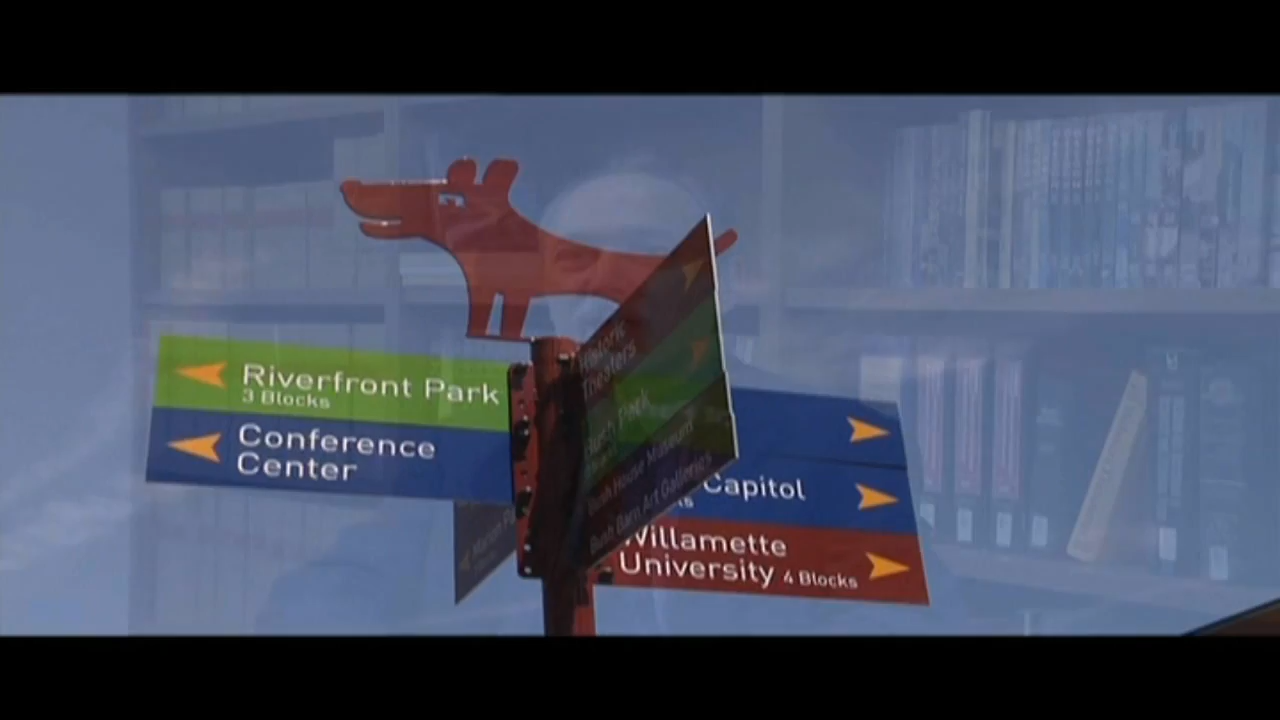 Riverfront Park
3 Blocks
Conference
Center
Historic
Theaters
Bush Park
Bush House Museum
Bush Barn Art Galleries
Capitol
Willamette
University 4 Blocks